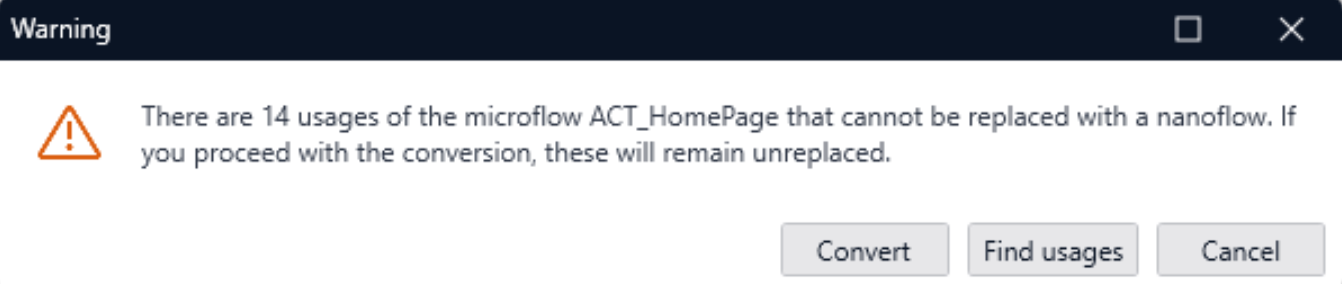 Warning
There are 14 usages of the microflow ACT_HomePage that cannot be replaced with a nanoflow. If
you proceed with the conversion, these will remain unreplaced.
Convert Find usages Cancel